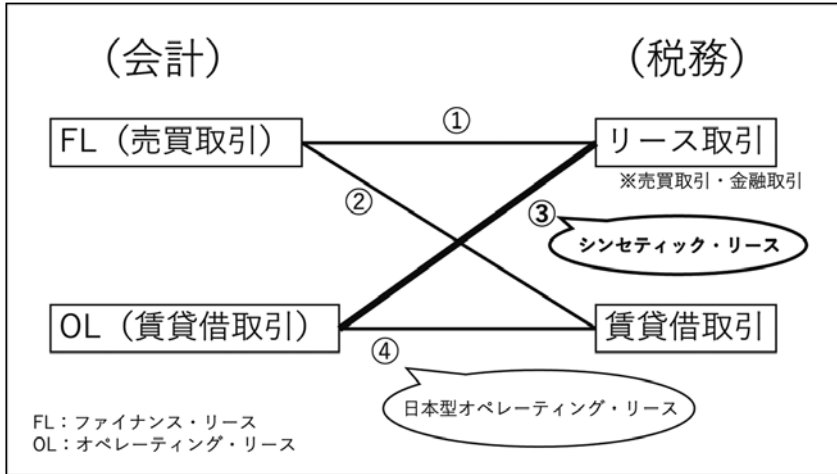 （会計）
（税務）
FL（売買取引）
①
リース取引
※売買取引・金融取引
②
③
シンセティック・リース
OL（賃貸借取引）
④
賃貸借取引
日本型オペレーティング・リース
FL：ファイナンス・リース
OL：オペレーティング・リース